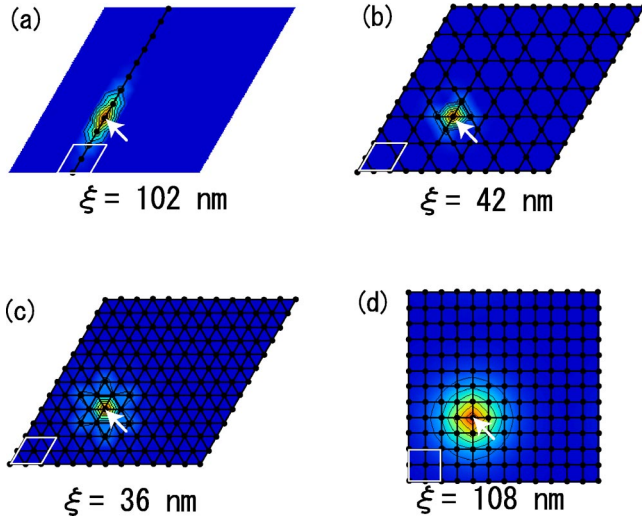 (a)
(b)
ξ = 102 nm
ξ = 42 nm
(c)
(d)
ξ = 36 nm
ξ = 108 nm